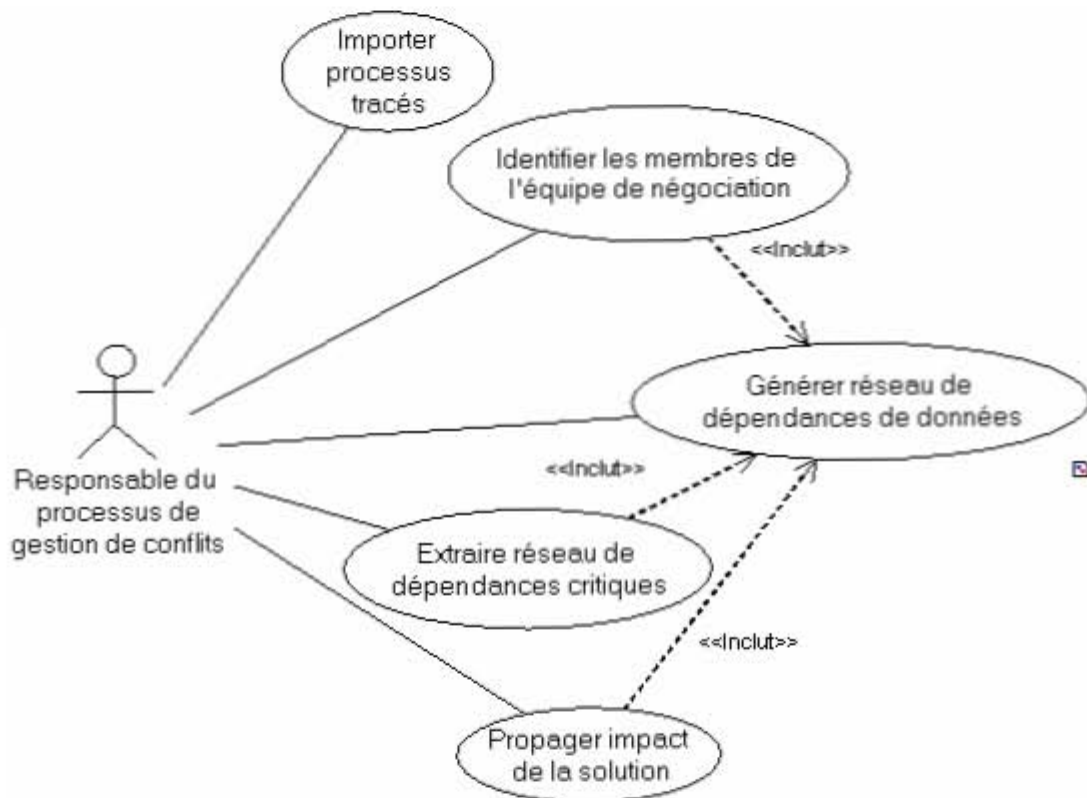 Importer
processus
tracés
Identifier les membres de
l'équipe de négociation
<<Inclut>>
Générer réseau de
dépendances de données
<<Inclut>>
Responsable du
processus de
gestion de conflits
Extraire réseau de
dépendances critiques
<<Inclut>>
Propager impact
de la solution